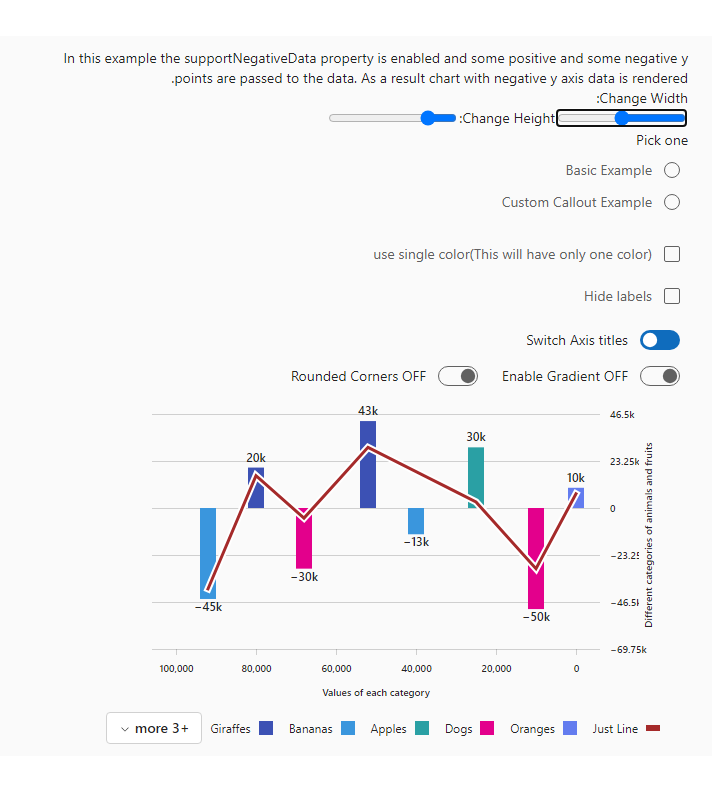 In this example the supportNegativeData property is enabled and some positive and some negative y
.points are passed to the data. As a result chart with negative y axis data is rendered
:Change Width
:Change Height
Pick one
Basic Example
Custom Callout Example
use single color(This will have only one color)
Hide labels
Switch Axis titles
Rounded Corners OFF Enable Gradient OFF
43k
46.5k
30k
20k
23.25k
10k
0
−13k
−23.25
−30k
−45k
−46.5k
−50k
−69.75k
Different categories of animals and fruits
100,000 80,000 60,000 40,000 20,000 0
Values of each category
more 3+ Giraffes Bananas Apples Dogs Oranges Just Line